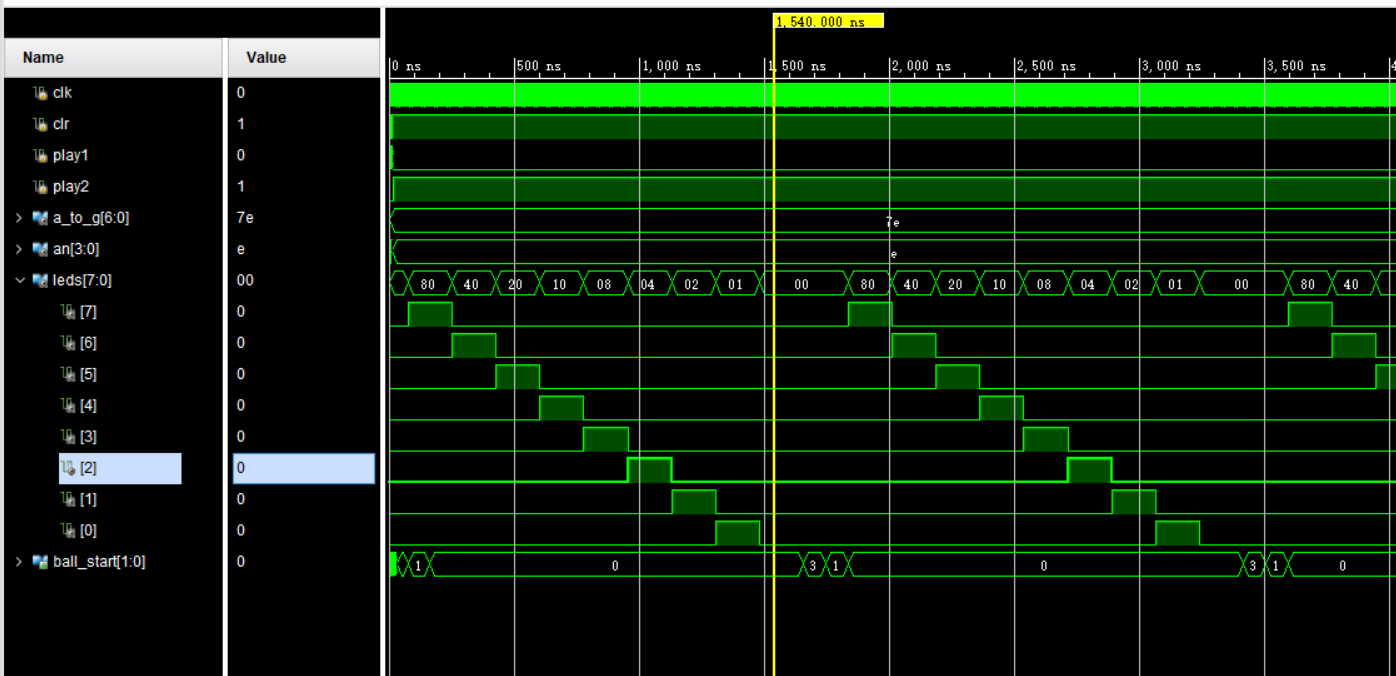 1,540.000 ns
Name Value
0 ns 500 ns 1,000 ns 1,500 ns 2,000 ns 2,500 ns 3,000 ns 3,500 ns 4
clk 0
clr 1
play1 0
play2 1
a_to_g[6:0] 7e 7e
an[3:0] e e
leds[7:0] 00 80 40 20 10 08 04 02 01 00 80 40 20 10 08 04 02 01 00 80 40
[7] 0
[6] 0
[5] 0
[4] 0
[3] 0
[2] 0
[1] 0
[0] 0
ball_start[1:0] 0 1 0 3 1 0 3 1 0